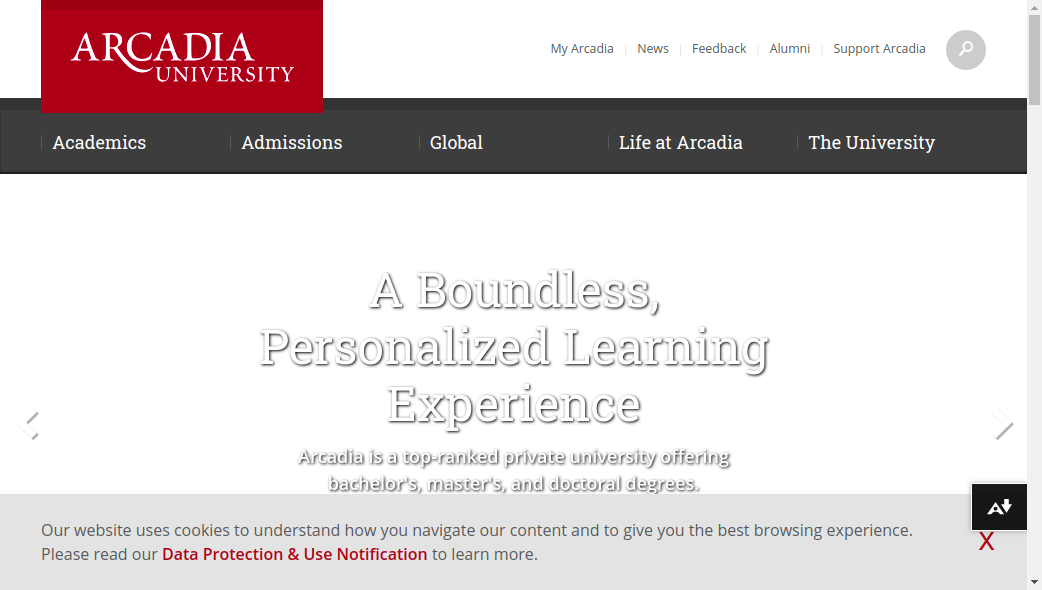 ARCADIA
UNIVERSITY
My Arcadia
News
Feedback
Alumni
Support Arcadia
Academics
Admissions
Global
Life at Arcadia
The University
A Boundless,
Personalized Learning
Experience
Arcadia is a top-ranked private university offering
bachelor's, master's, and doctoral degrees.
Our website uses cookies to understand how you navigate our content and to give you the best browsing experience.
Please read our Data Protection & Use Notification to learn more.
X